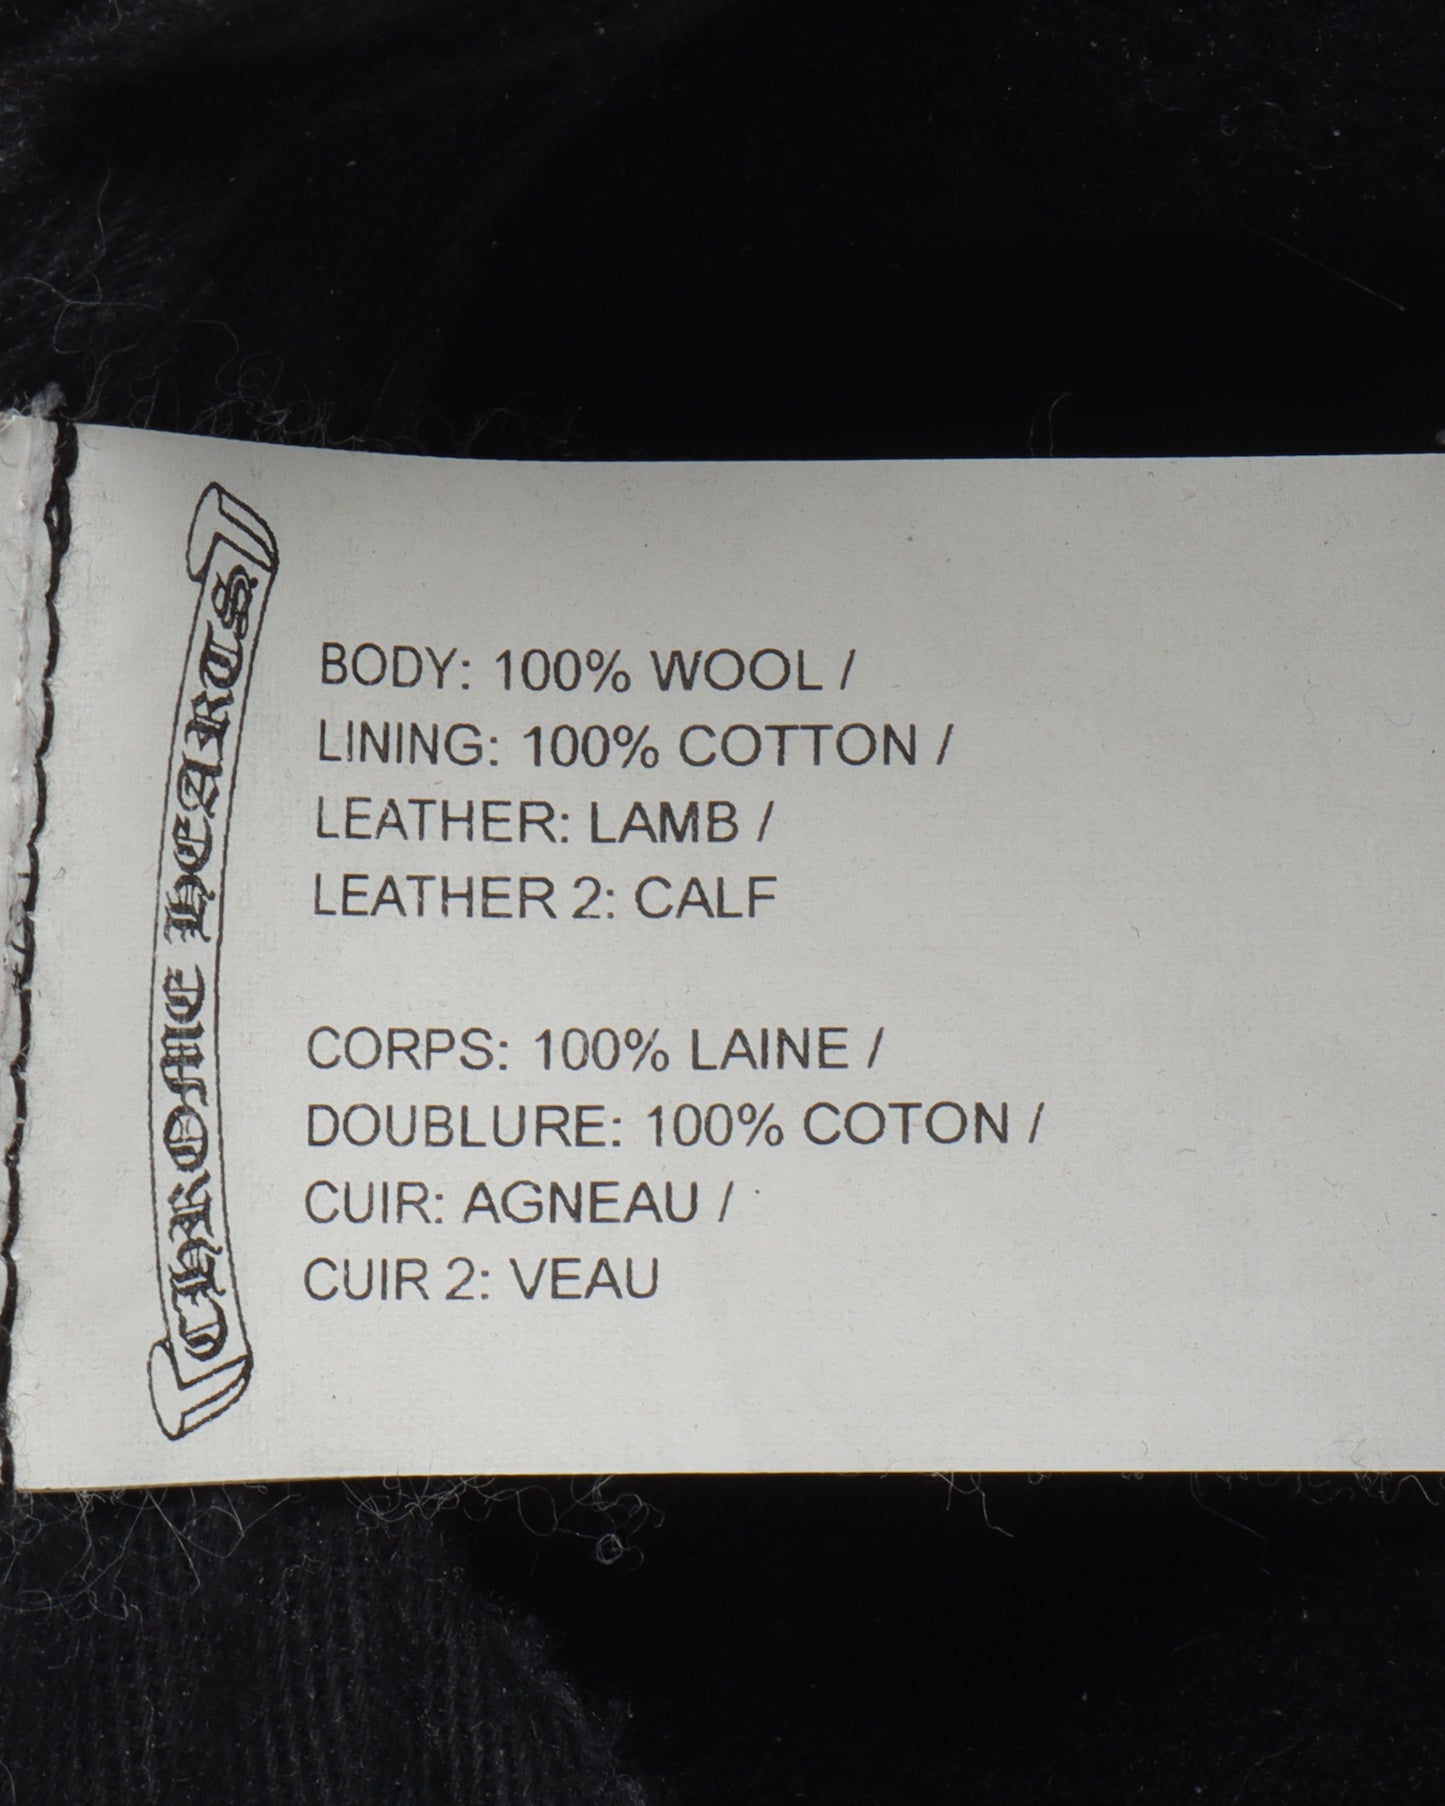 CHROME HEARTS
BODY: 100% WOOL /
LINING: 100% COTTON /
LEATHER: LAMB /
LEATHER 2: CALF
CORPS: 100% LAINE /
DOUBLURE: 100% COTON /
CUIR: AGNEAU /
CUIR 2: VEAU